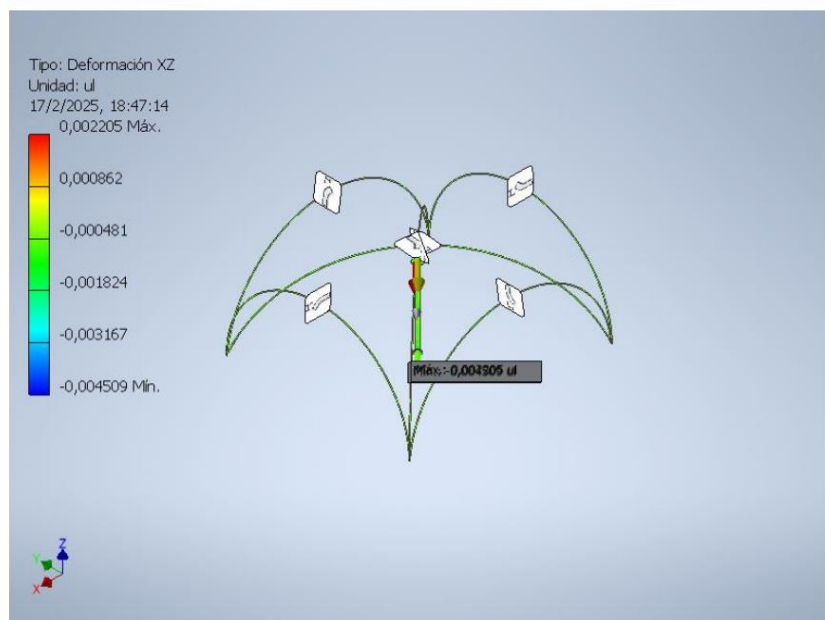 Tipo: Deformación XZ
Unidad: ul
17/2/2025, 18:47:14
0,002205 Máx.
0,000862
-0,000481
-0,001824
-0,003167
-0,004509 Mín.
ul
Z
Y
X